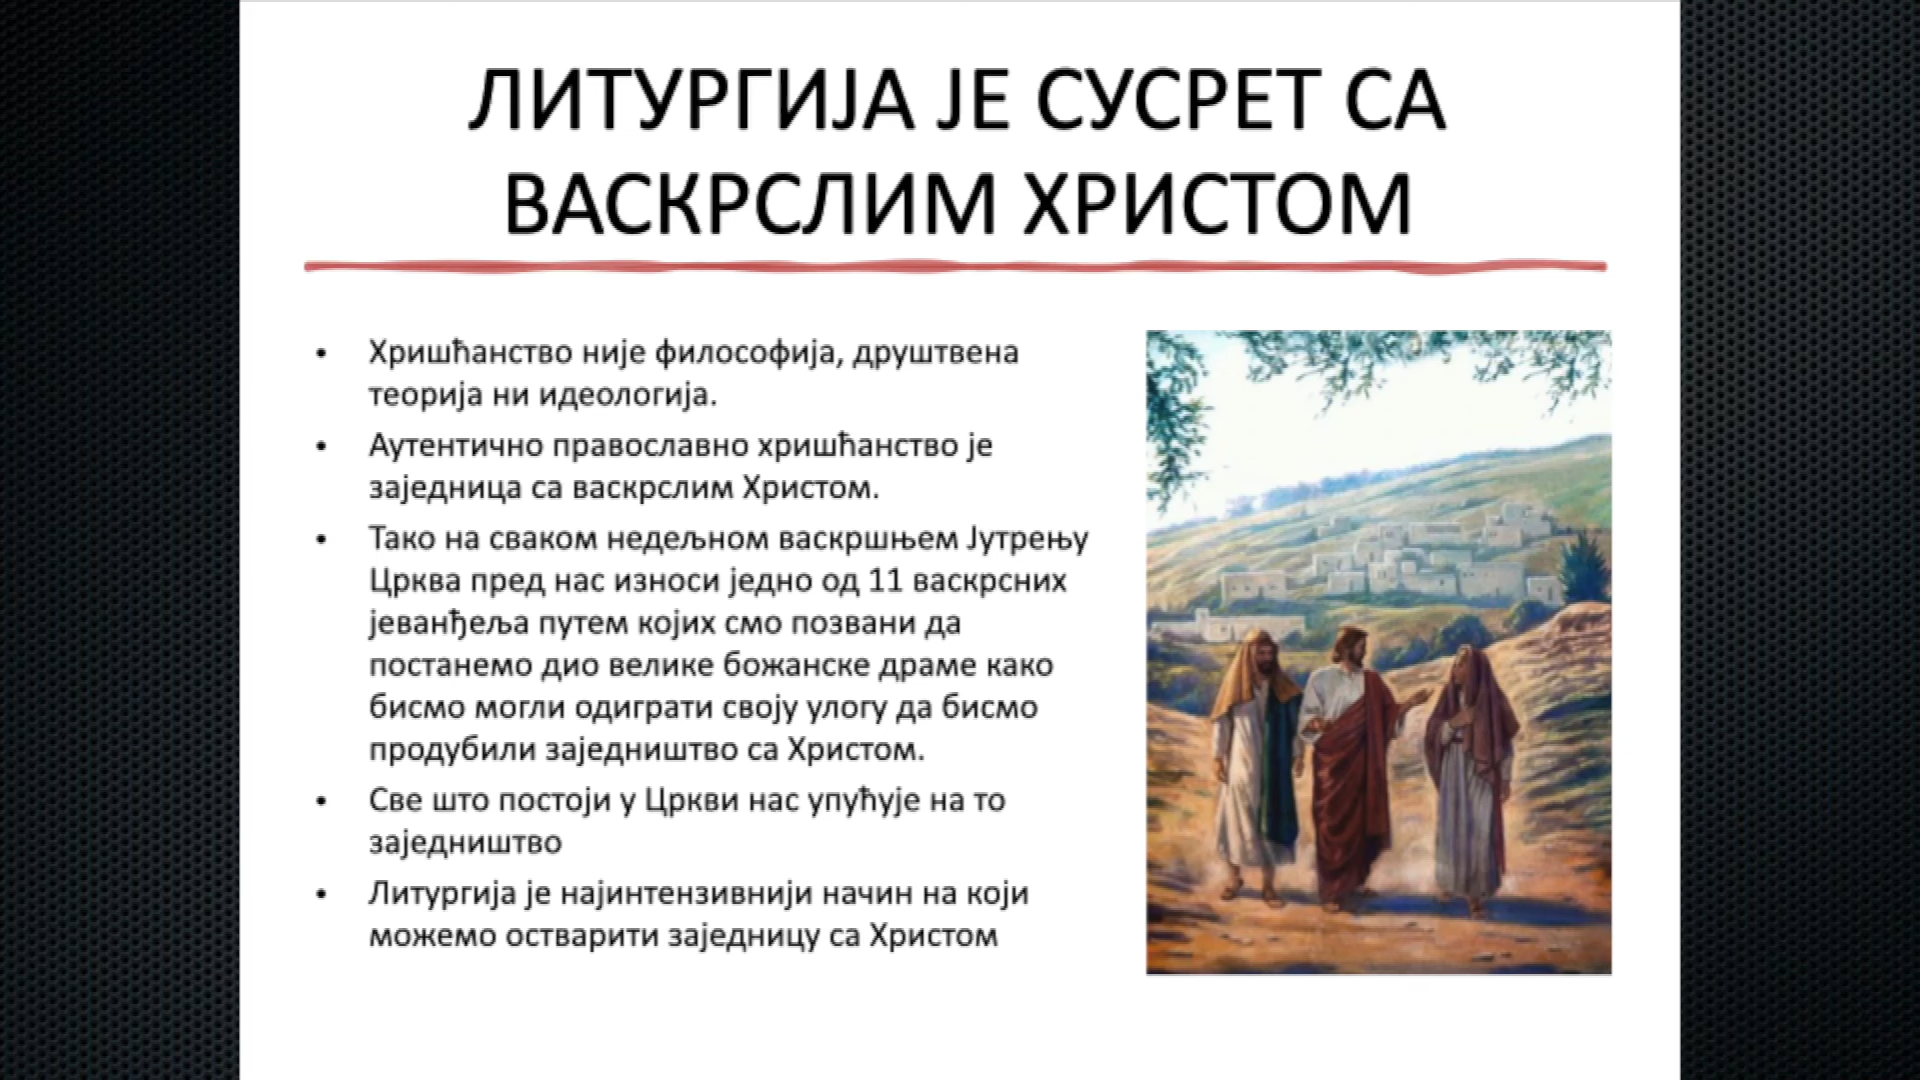 ЛИТУРГИЈА ЈЕ СУСРЕТ СА
ВАСКРСЛИМ ХРИСТОМ
• Хришћанство није философија, друштвена
теорија ни идеологија.
• Аутентично православно хришћанство је
заједница са васкрслим Христом.
• Тако на сваком недељном васкршњем Јутрењу
Црква пред нас износи једно од 11 васкрсних
јеванђеља путем којих смо позвани да
постанемо дио велике божанске драме како
бисмо могли одиграти своју улогу да бисмо
продубили заједништво са Христом.
• Све што постоји у Цркви нас упућује на то
заједништво
• Литургија је најинтензивнији начин на који
можемо остварити заједницу са Христом